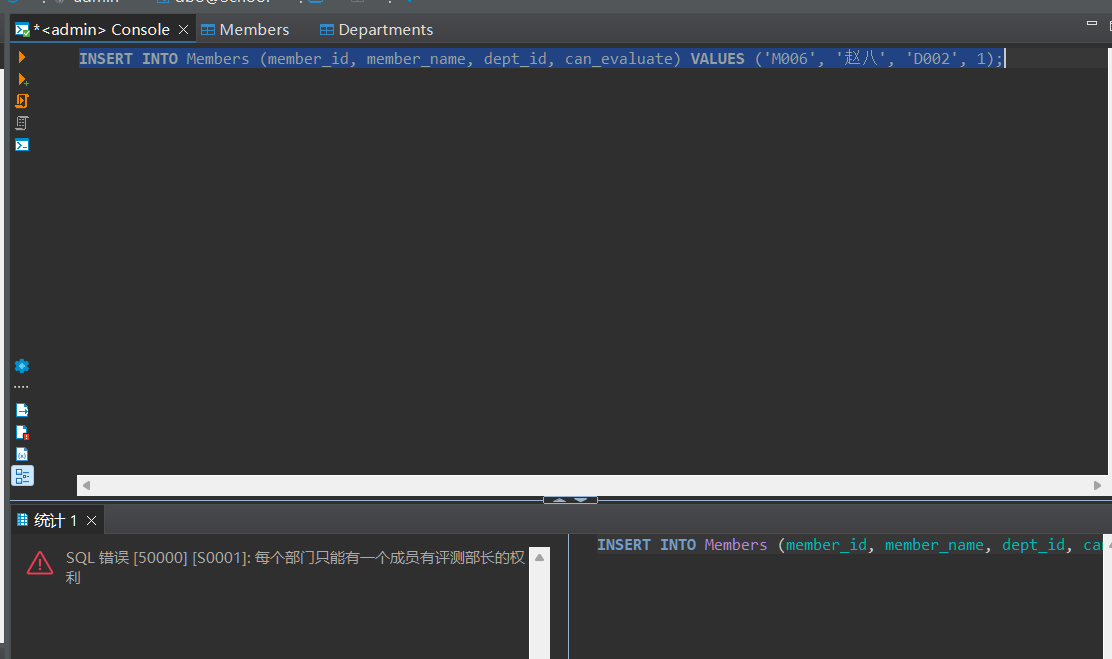 *<admin> Console
Members
Departments
INSERT INTO Members (member_id, member_name, dept_id, can_evaluate) VALUES ('M006', '赵八', 'D002', 1);
统计 1
SQL 错误 [50000] [S0001]: 每个部门只能有一个成员有评测部长的权
利
INSERT INTO Members (member_id, member_name, dept_id,